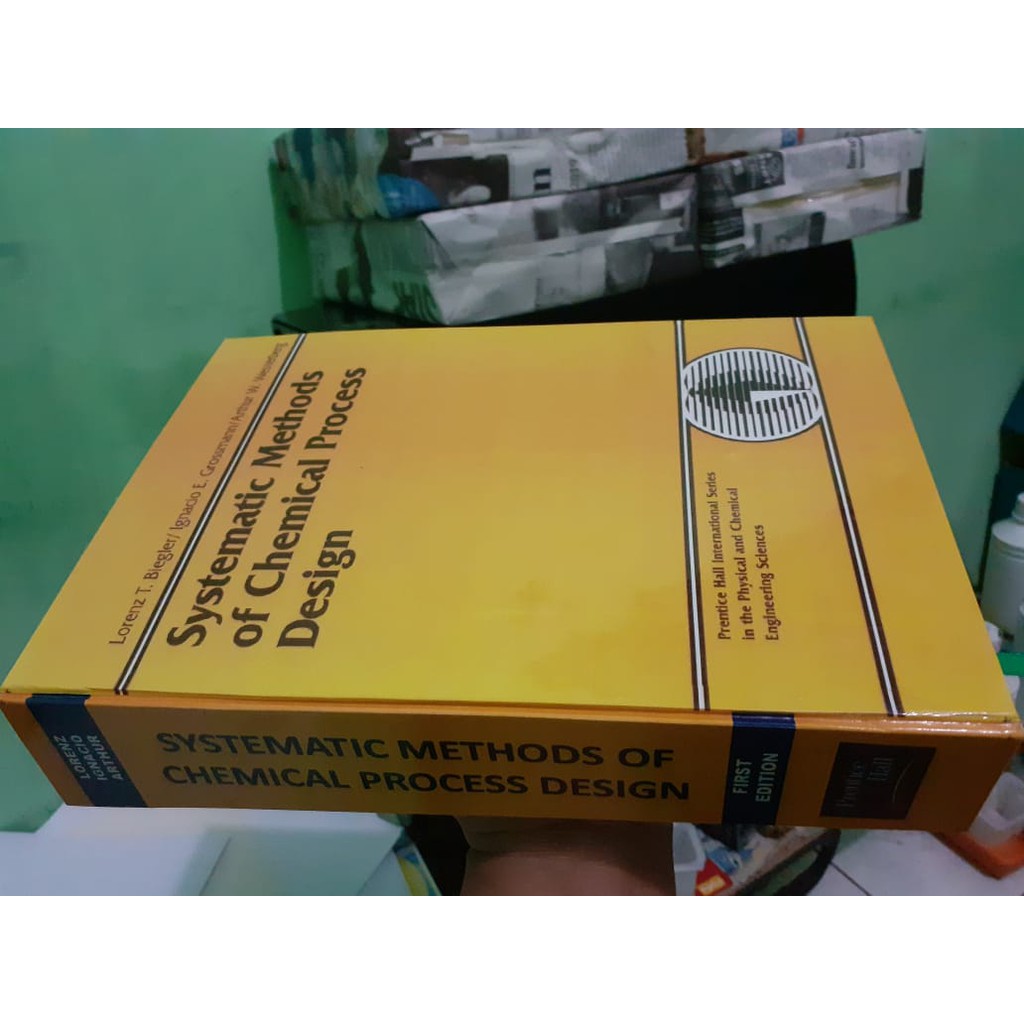 Lorenz T. Biegler/ Ignacio E. Grossmann/Arthur W. Westerberg
Systematic Methods
of Chemical Process
Design
Prentice Hall International Series
in the Physical and Chemical
Engineering Sciences
LORENZ
IGNACIO
ARTHUR
SYSTEMATIC METHODS OF
CHEMICAL PROCESS DESIGN
FIRST
EDITION
Prentice
Hall